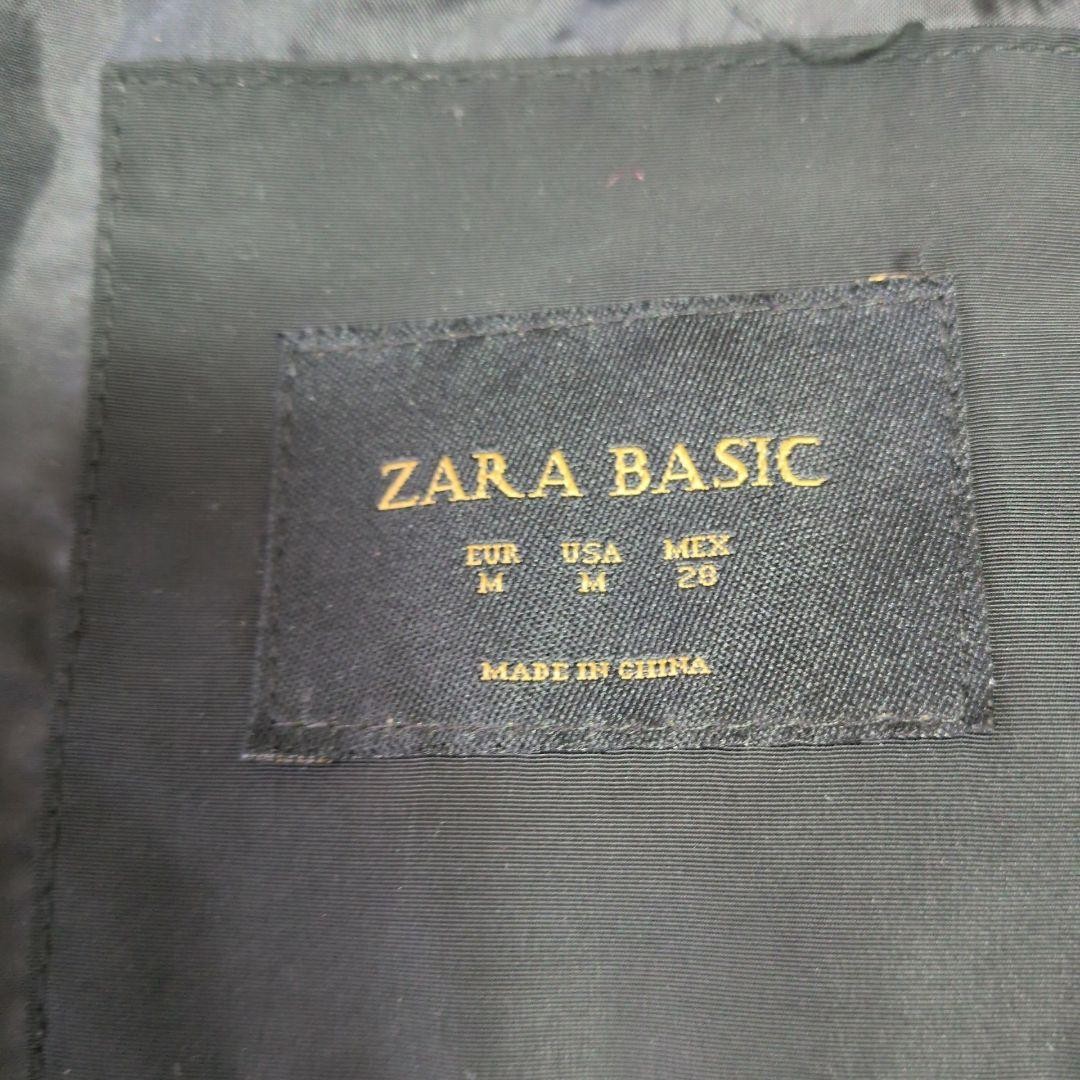 ZARA BASIC
EUR USA MEX
M M 28
MADE IN CHINA